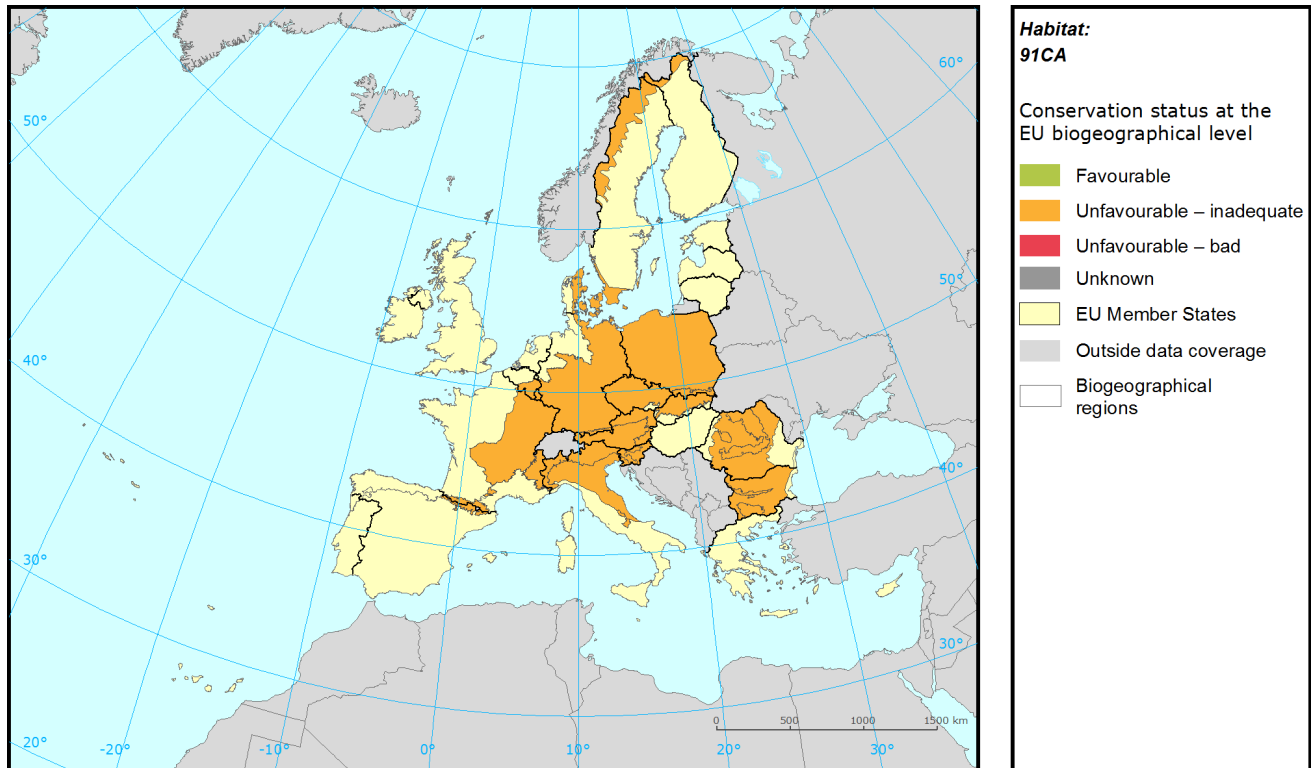 Habitat:
91CA
Conservation status at the
EU biogeographical level
Favourable
Unfavourable – inadequate
Unfavourable – bad
Unknown
EU Member States
Outside data coverage
Biogeographical
regions
60°
50°
50°
40°
40°
30°
30°
0 500 1000 1500 km
20° -20° -10° 0° 10° 20° 30°